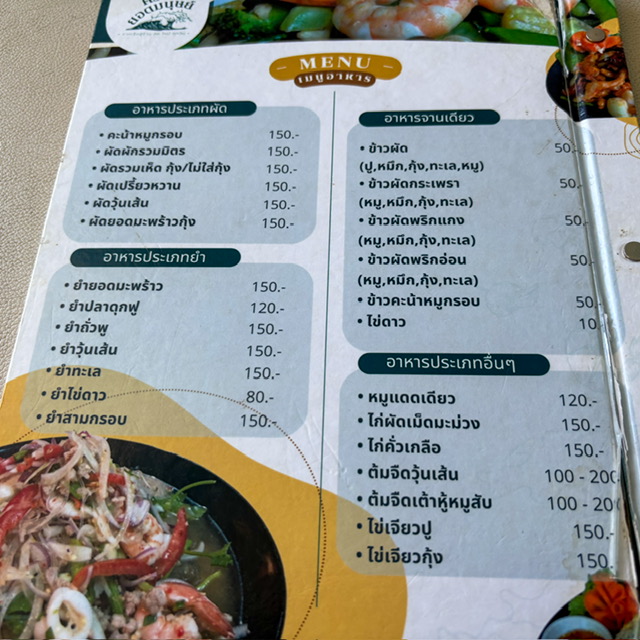 ยอดมนุษย์
MENU
เมนูอาหาร
อาหารประเภทผัด
• คะน้าหมูกรอบ 150.-
• ผัดผักรวมมิตร 150.-
• ผัดรวมเห็ด กุ้ง/ไม่ใส่กุ้ง 150.-
• ผัดเปรี้ยวหวาน 150.-
• ผัดวุ้นเส้น 150.-
• ผัดยอดมะพร้าวกุ้ง 150.-
อาหารประเภทยำ
• ยำยอดมะพร้าว 150.-
• ยำปลาดุกฟู 120.-
• ยำถั่วพู 150.-
• ยำวุ้นเส้น 150.-
• ยำทะเล 150.-
• ยำไข่ดาว 80.-
• ยำสามกรอบ 150.-
อาหารจานเดียว
• ข้าวผัด 50.-
(ปู,หมึก,กุ้ง,ทะเล,หมู)
• ข้าวผัดกระเพรา 50.-
(หมู,หมึก,กุ้ง,ทะเล)
• ข้าวผัดพริกแกง 50.-
(หมู,หมึก,กุ้ง,ทะเล)
• ข้าวผัดพริกอ่อน 50.-
(หมู,หมึก,กุ้ง,ทะเล)
• ข้าวคะน้าหมูกรอบ 50.-
• ไข่ดาว 10
อาหารประเภทอื่นๆ
• หมูแดดเดียว 120.-
• ไก่ผัดเม็ดมะม่วง 150.-
• ไก่คั่วเกลือ 150.-
• ต้มจืดวุ้นเส้น 100 - 200
• ต้มจืดเต้าหู้หมูสับ 100 - 200
• ไข่เจียวปู 150.-
• ไข่เจียวกุ้ง 150.